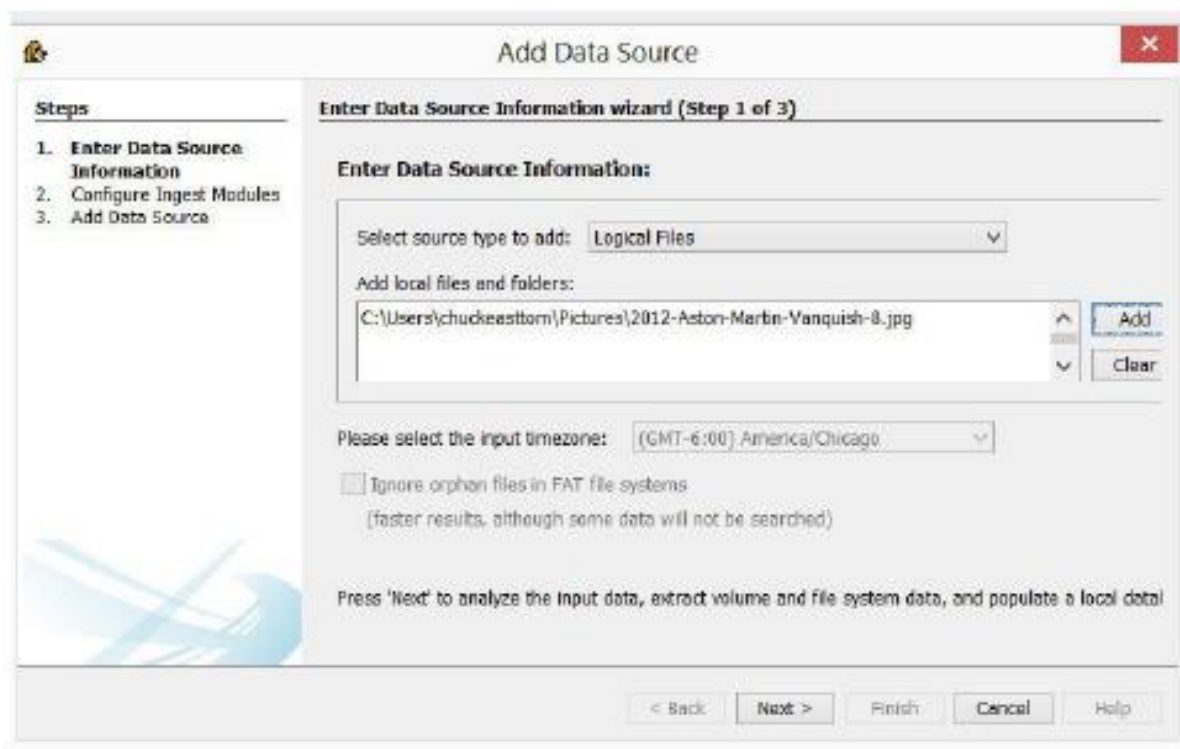 Add Data Source
Steps
1. Enter Data Source
Information
2. Configure Ingest Modules
3. Add Data Source
Enter Data Source Information wizard (Step 1 of 3)
Enter Data Source Information:
Select source type to add: Logical Files
Add local files and folders:
C:\Users\chuckeasttom\Pictures\2012-Aston-Martin-Vanquish-8.jpg
Add
Clear
Please select the input timezone: (GMT-6:00) America/Chicago
Ignore orphan files in FAT file systems
(faster results, although some data will not be searched)
Press 'Next' to analyze the input data, extract volume and file system data, and populate a local datal
< Back Next > Finish Cancel Help